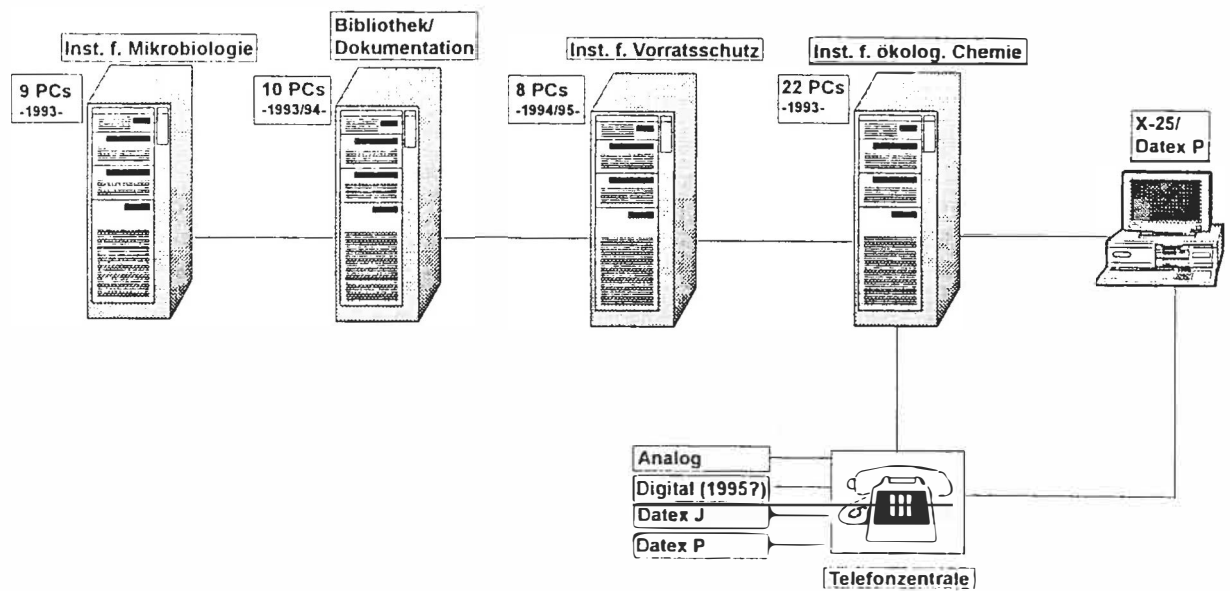 Inst. f. Mikrobiologie
9 PCs
-1993-
Bibliothek/
Dokumentation
10 PCs
-1993/94-
Inst. f. Vorratsschutz
8 PCs
-1994/95-
Inst. f. ökolog. Chemie
22 PCs
-1993-
X-25/
Datex P
Analog
Digital (1995?)
Datex J
Datex P
Telefonzentrale